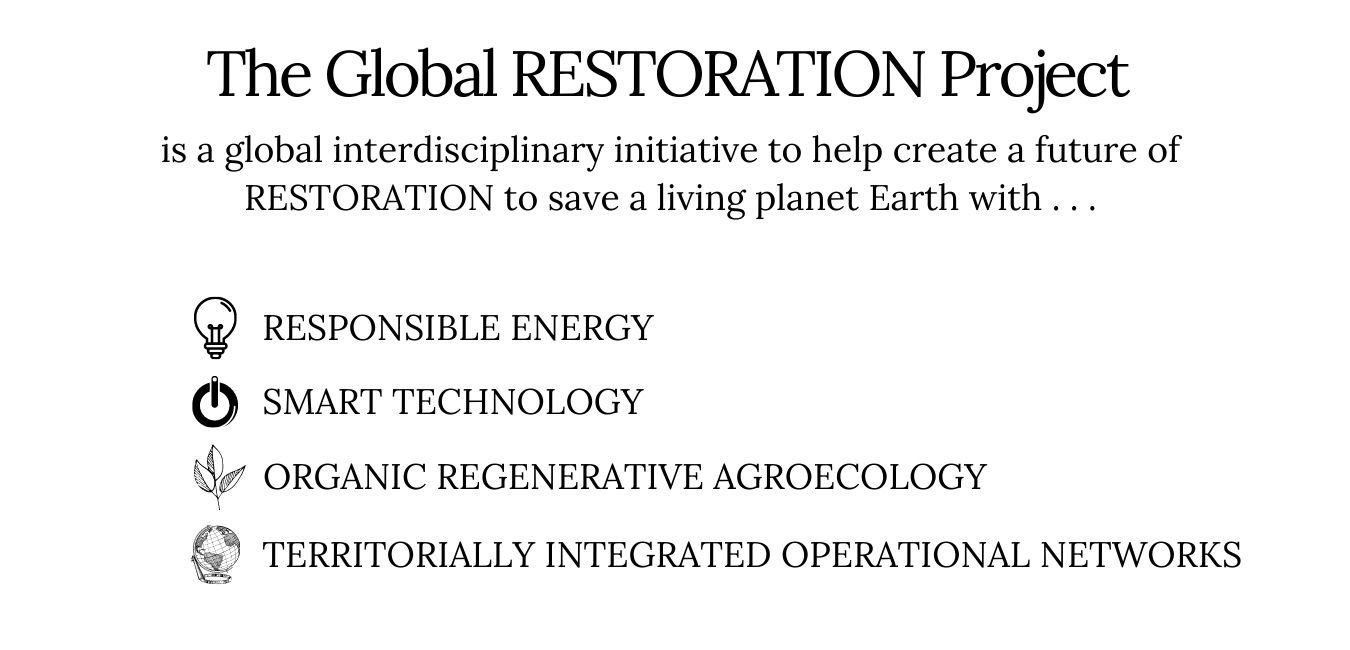 The Global RESTORATION Project
is a global interdisciplinary initiative to help create a future of
RESTORATION to save a living planet Earth with . . .
RESPONSIBLE ENERGY
SMART TECHNOLOGY
ORGANIC REGENERATIVE AGROECOLOGY
TERRITORIALLY INTEGRATED OPERATIONAL NETWORKS